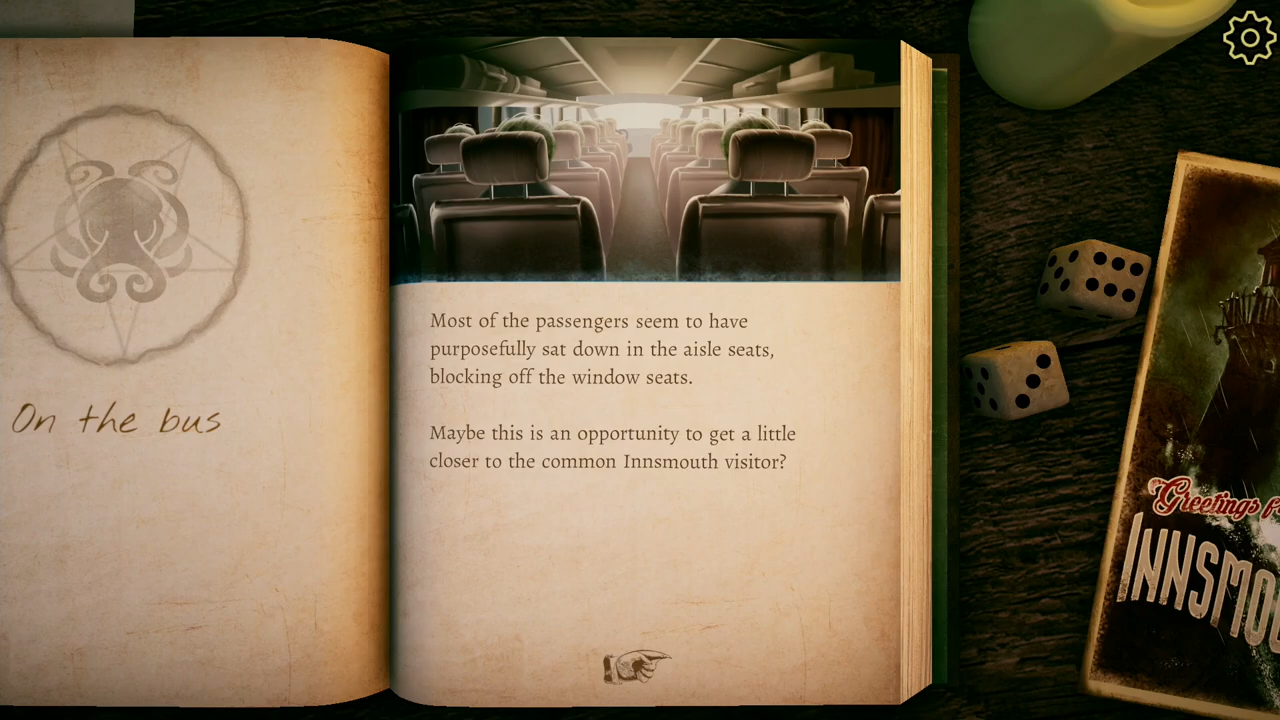 On the bus
Most of the passengers seem to have
purposefully sat down in the aisle seats,
blocking off the window seats.
Maybe this is an opportunity to get a little
closer to the common Innsmouth visitor?
Greetings